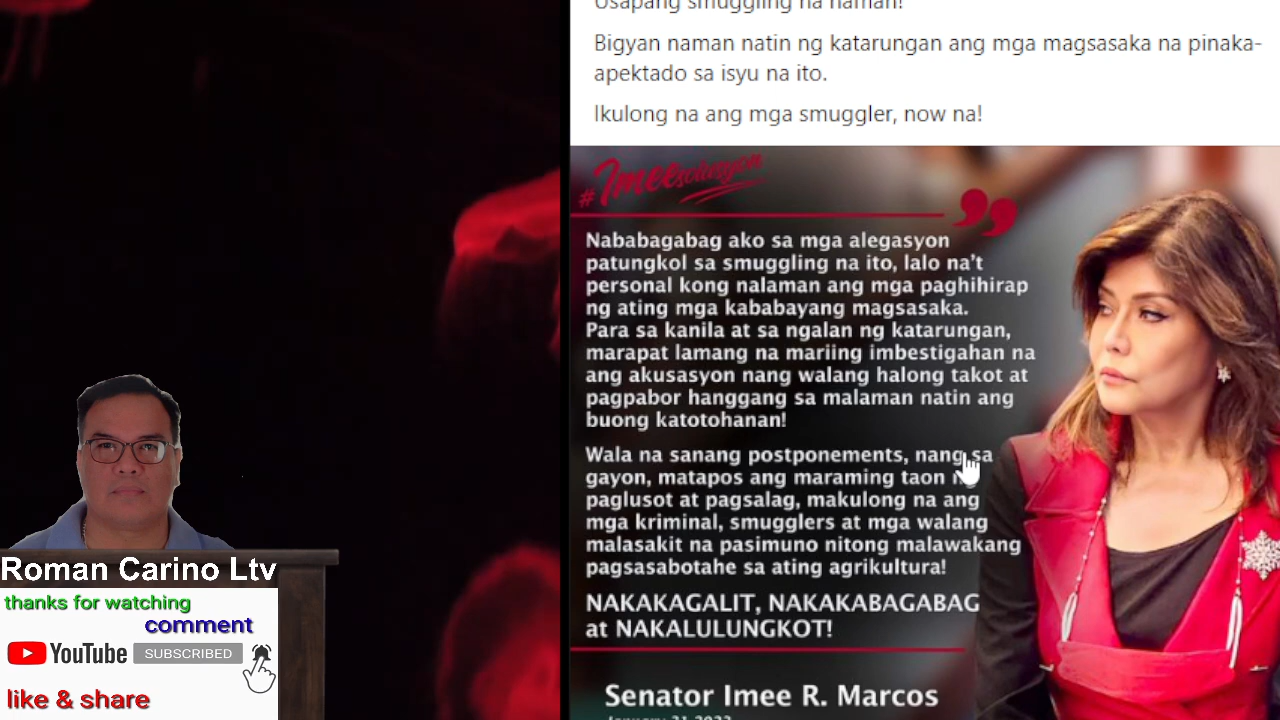 Usapang smuggling na naman!
Bigyan naman natin ng katarungan ang mga magsasaka na pinaka-
apektado sa isyu na ito.
Ikulong na ang mga smuggler, now na!
#Imeesolusyon
Nababagabag ako sa mga alegasyon
patungkol sa smuggling na ito, lalo na't
personal kong nalaman ang mga paghihirap
ng ating mga kababayang magsasaka.
Para sa kanila at sa ngalan ng katarungan,
marapat lamang na mariing imbestigahan na
ang akusasyon nang walang halong takot at
pagpabor hanggang sa malaman natin ang
buong katotohanan!
Wala na sanang postponements, nang sa
gayon, matapos ang maraming taon ng
paglusot at pagsalag, makulong na ang
mga kriminal, smugglers at mga walang
malasakit na pasimuno nitong malawakang
pagsasabotahe sa ating agrikultura!
NAKAKAGALIT, NAKAKABAGABAG
at NAKALULUNGKOT!
Senator Imee R. Marcos
Roman Carino Ltv
thanks for watching
comment
YouTube SUBSCRIBED
like & share